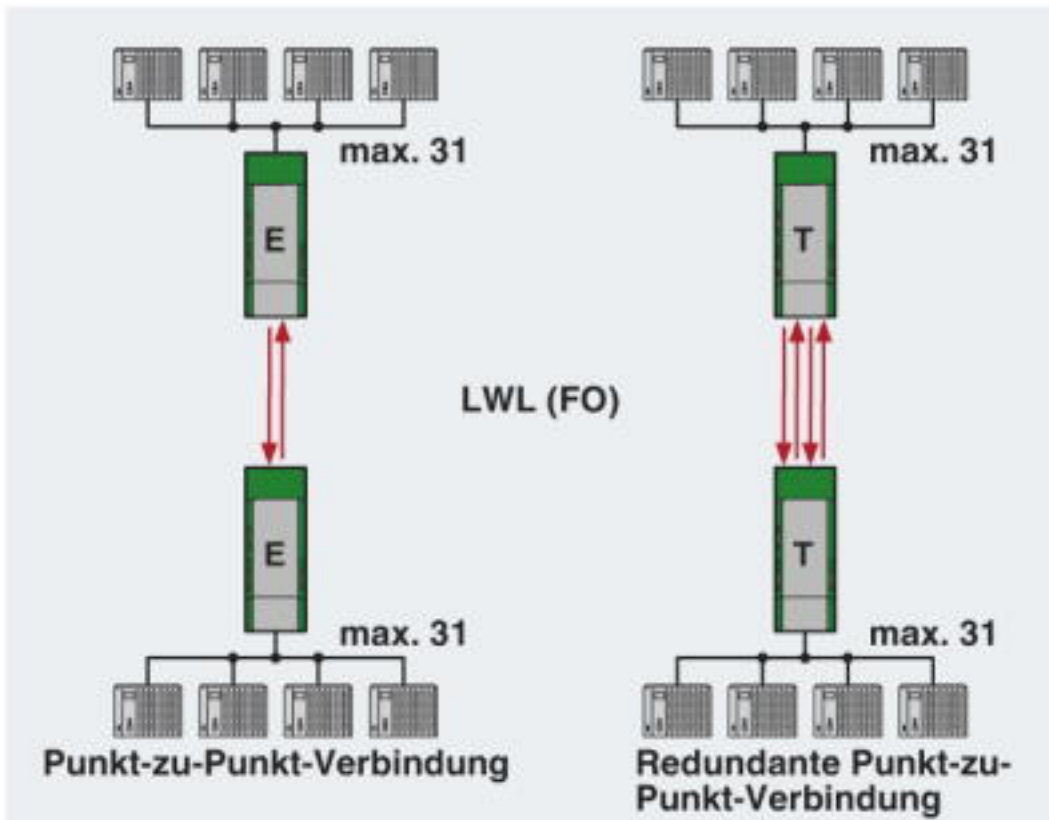 max. 31
max. 31
E
T
LWL (FO)
E
T
max. 31
max. 31
Punkt-zu-Punkt-Verbindung
Redundante Punkt-zu-
Punkt-Verbindung